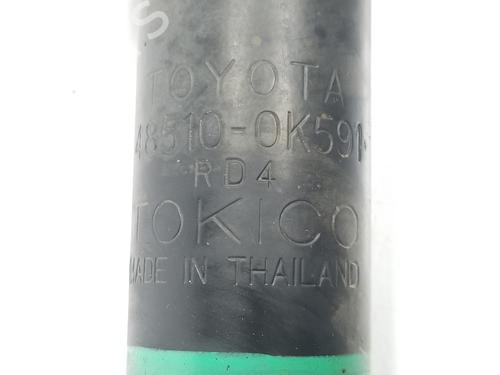 TOYOTA
48510-0K591
RD4
TOKICO
MADE IN THAILAND